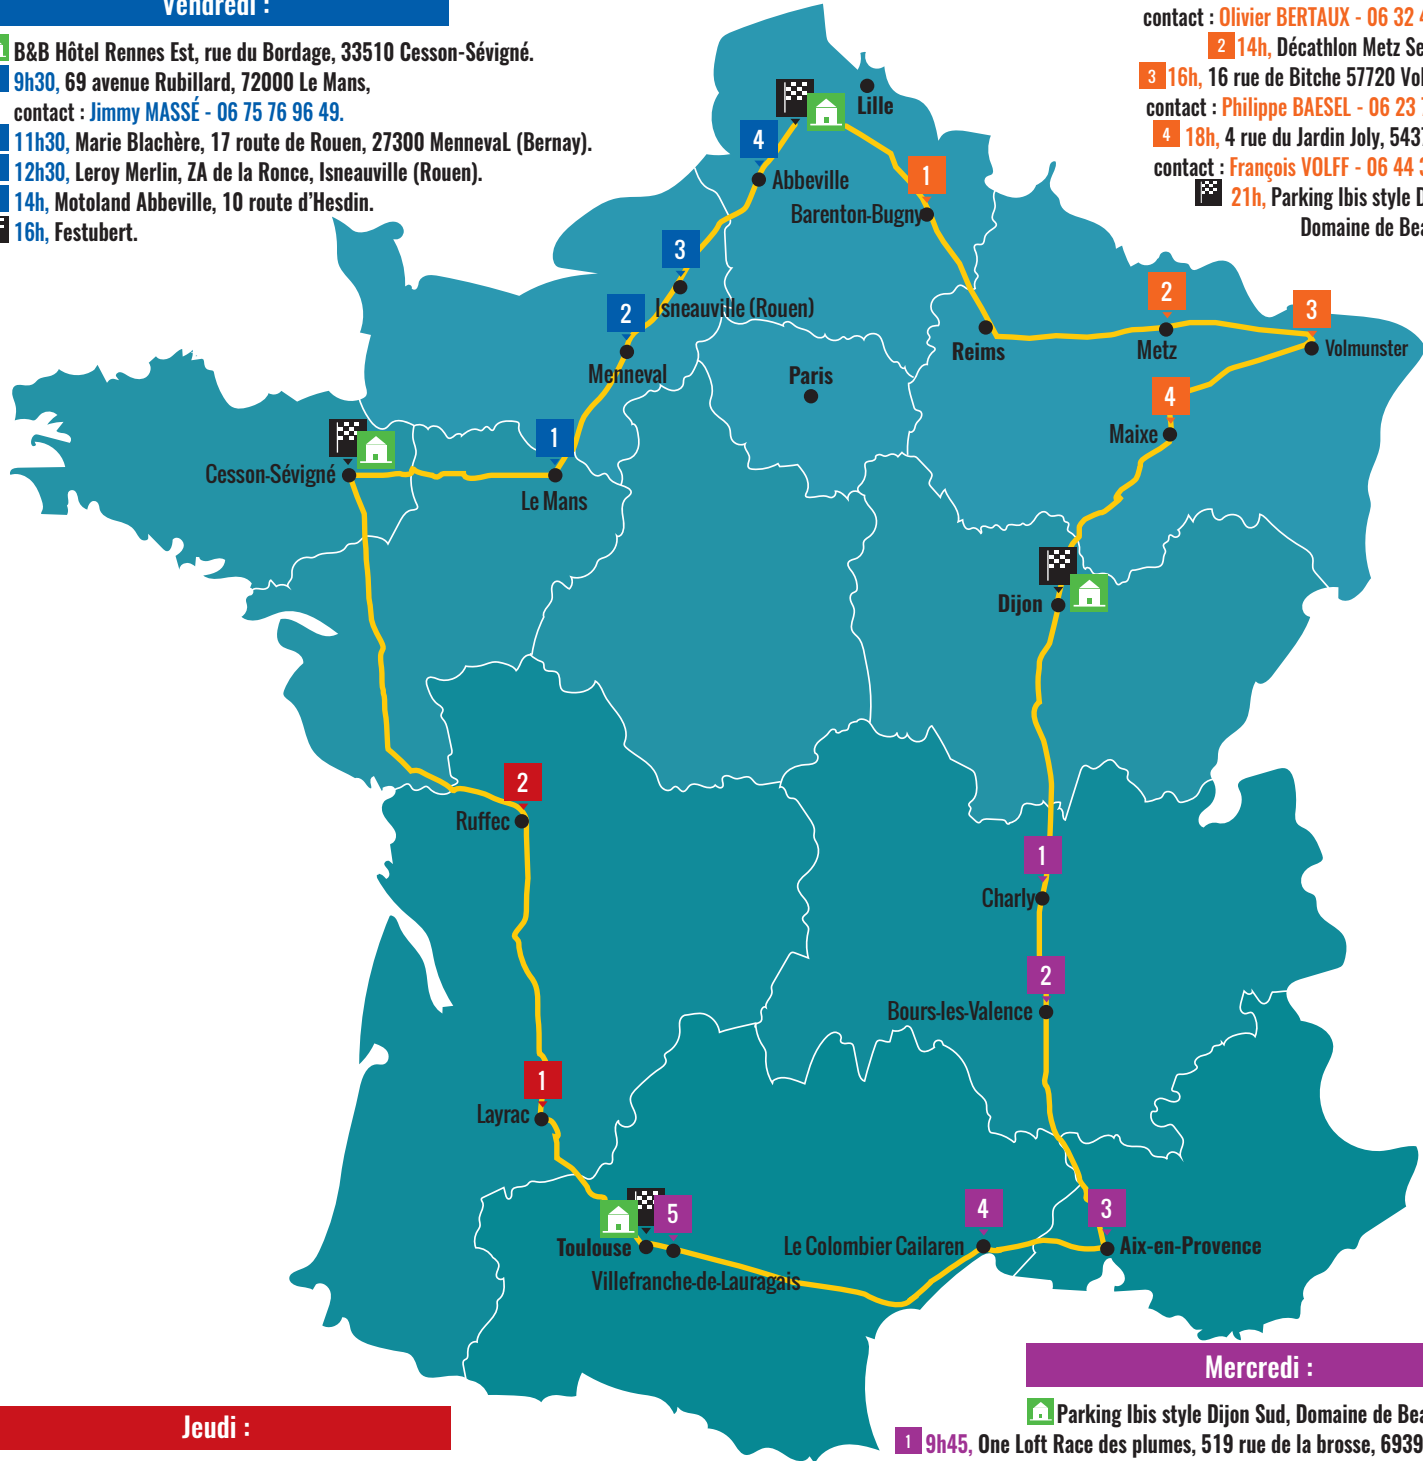 Vendredi :
B&B Hôtel Rennes Est, rue du Bordage, 33510 Cesson-Sévigné.
9h30, 69 avenue Rubillard, 72000 Le Mans,
contact : Jimmy MASSÉ - 06 75 76 96 49.
11h30, Marie Blachère, 17 route de Rouen, 27300 MennevaL (Bernay).
12h30, Leroy Merlin, ZA de la Ronce, Isneauville (Rouen).
14h, Motoland Abbeville, 10 route d'Hesdin.
16h, Festubert.
contact : Olivier BERTAUX - 06 32
2 14h, Décathlon Metz
3 16h, 16 rue de Bitche 57720
contact : Philippe BAESEL - 06 23
4 18h, 4 rue du Jardin Joly,
contact : François VOLFF - 06 44
21h, Parking Ibis style
Domaine de
Lille
4
Abbeville
1
Barenton-Bugny
3
Isneauville (Rouen)
2
Menneval
Reims
2
Metz
3
Volmunster
Paris
4
Maixe
1
Cesson-Sévigné
Le Mans
Dijon
2
Ruffec
1
Charly
2
Bours-les-Valence
1
Layrac
5
Toulouse
Villefranche-de-Lauragais
4
Le Colombier Cailaren
3
Aix-en-Provence
Jeudi :
Mercredi :
Parking Ibis style Dijon Sud, Domaine de
1 9h45, One Loft Race des plumes, 519 rue de la brosse,